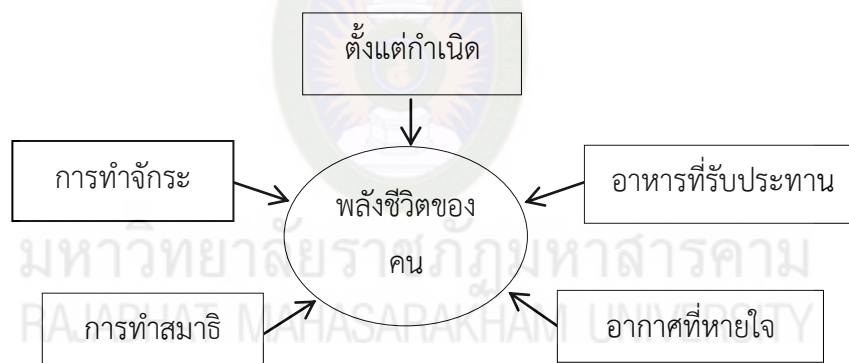 ตั้งแต่กำเนิด
การทำจักระ
อาหารที่รับประทาน
พลังชีวิตของ
คน
มหาวิทยาลัยราชภัฏมหาสารคาม
RAJABHAT MAHASARAKHAM UNIVERSITY
การทำสมาธิ
อากาศที่หายใจ